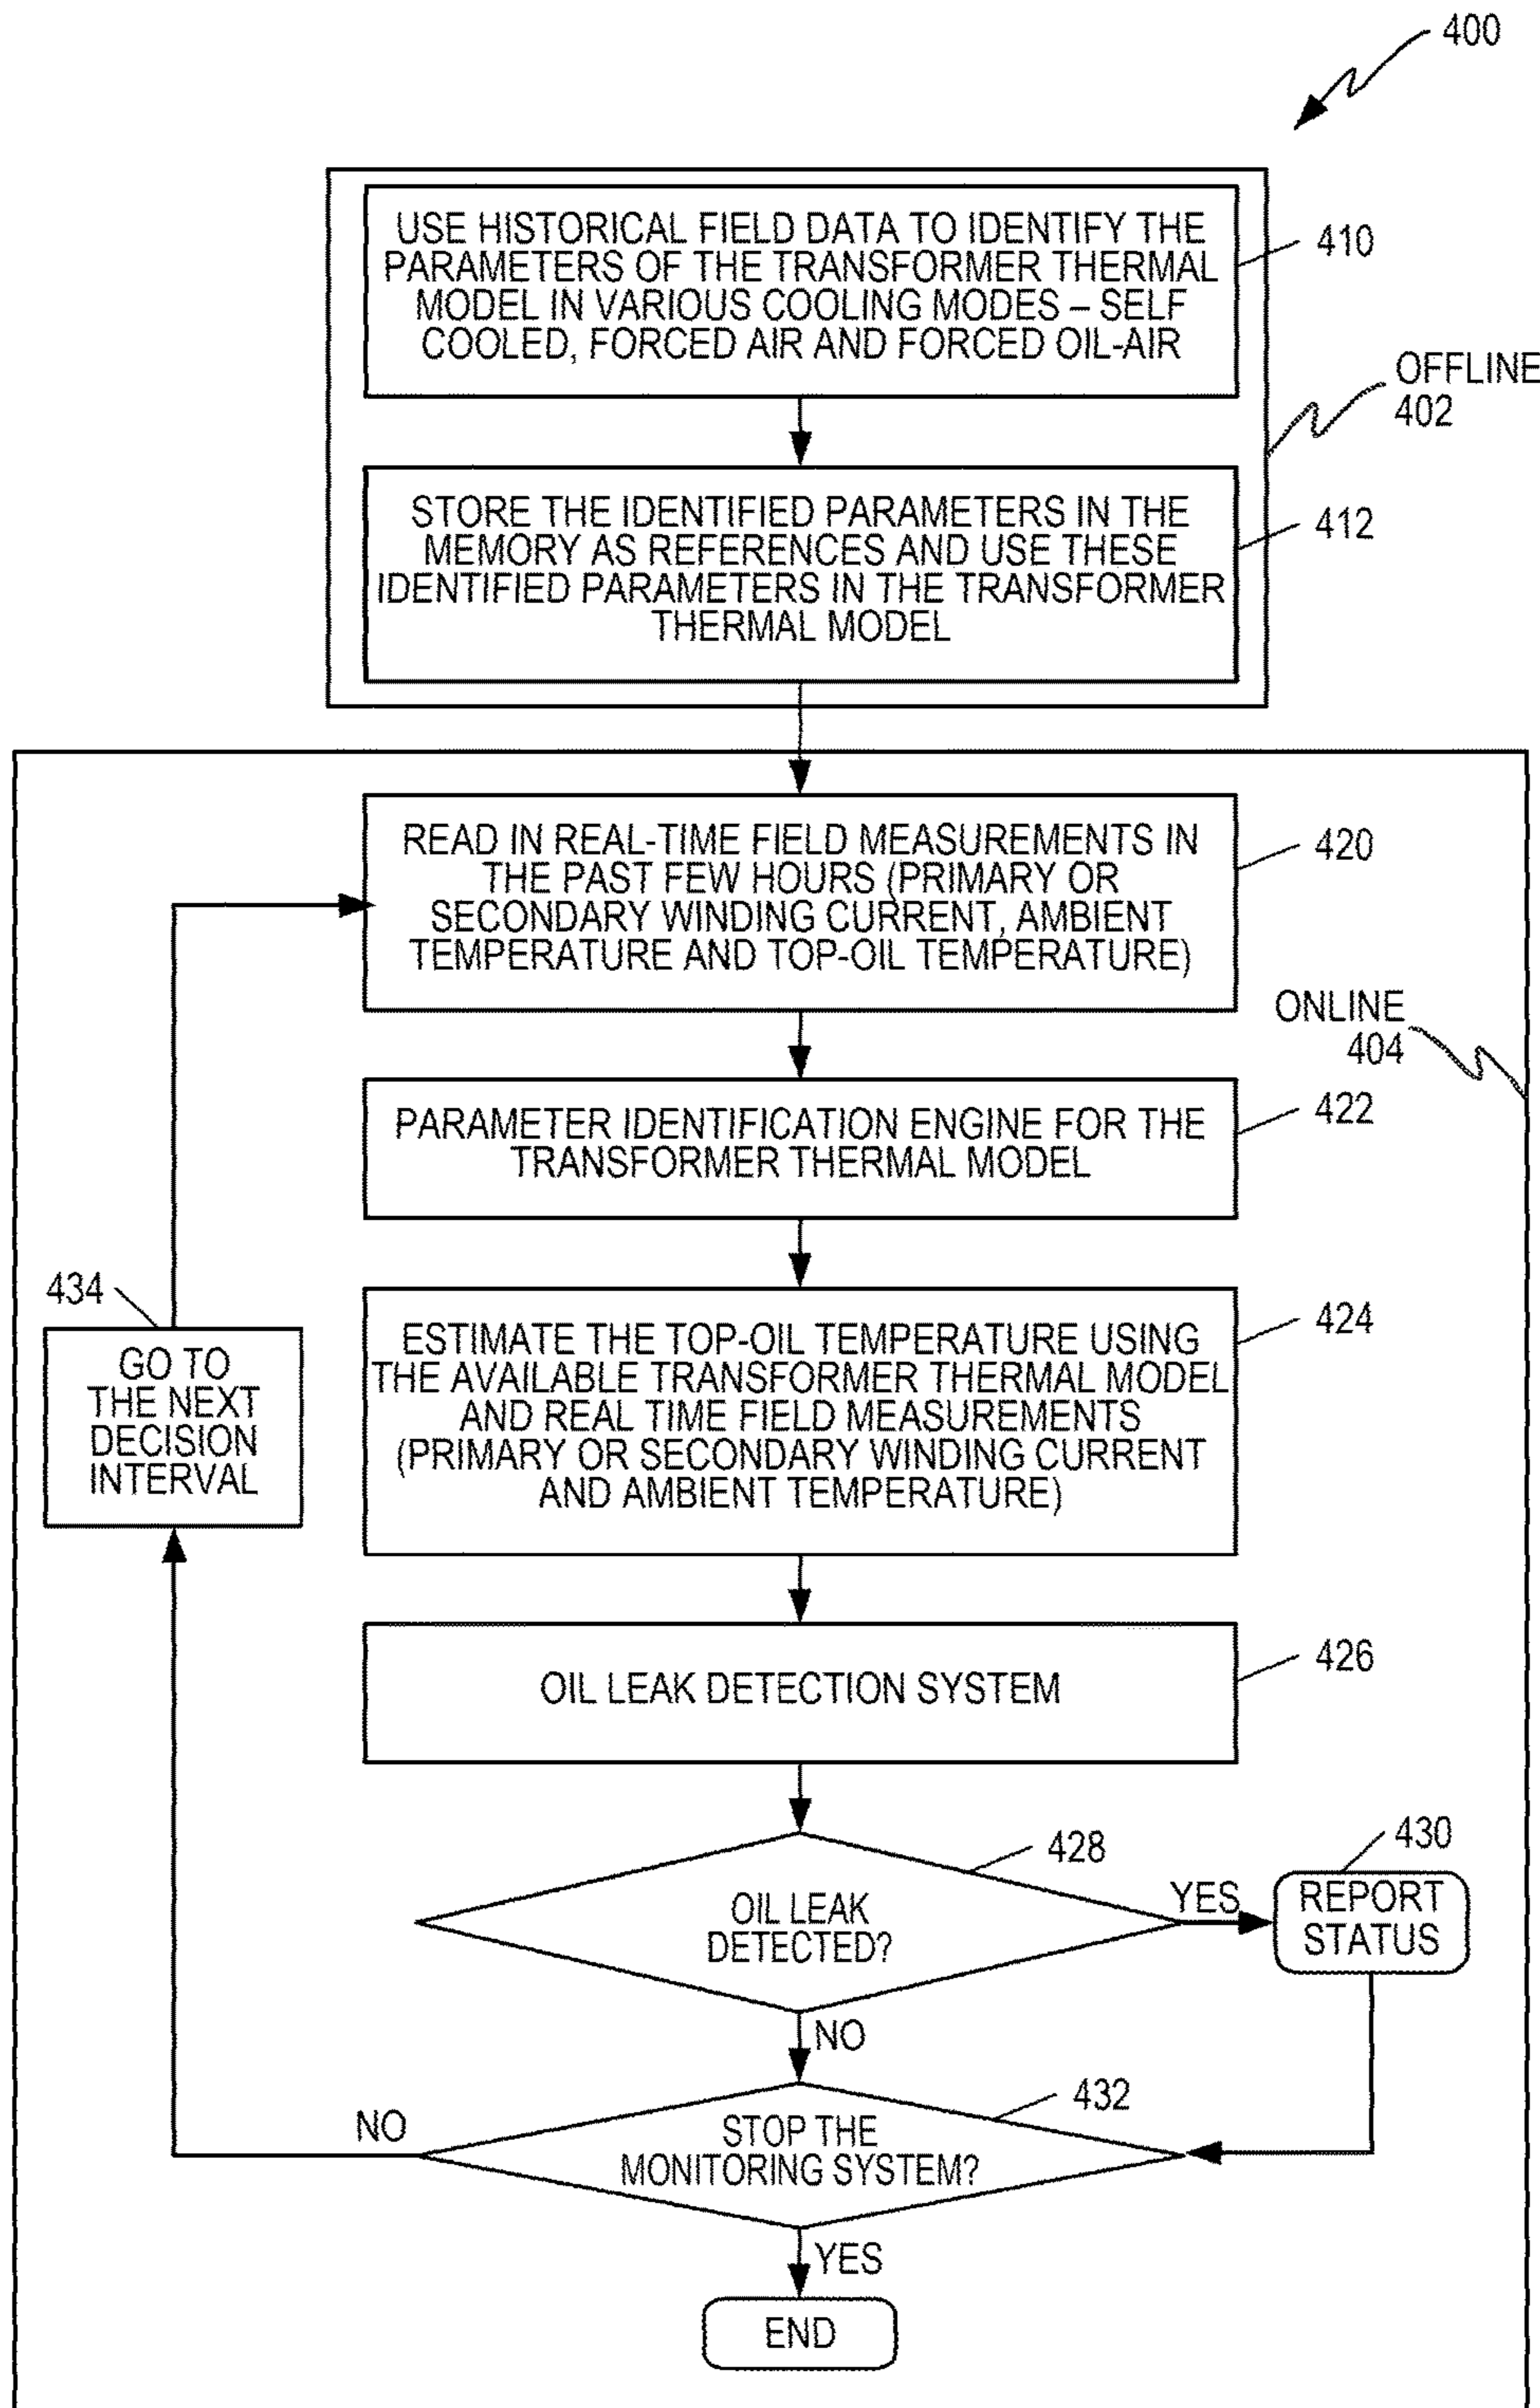 400
USE HISTORICAL FIELD DATA TO IDENTIFY THE
PARAMETERS OF THE TRANSFORMER THERMAL
MODEL IN VARIOUS COOLING MODES – SELF
COOLED, FORCED AIR AND FORCED OIL-AIR
410
OFFLINE
402
STORE THE IDENTIFIED PARAMETERS IN THE
MEMORY AS REFERENCES AND USE THESE
IDENTIFIED PARAMETERS IN THE TRANSFORMER
THERMAL MODEL
412
READ IN REAL-TIME FIELD MEASUREMENTS IN
THE PAST FEW HOURS (PRIMARY OR
SECONDARY WINDING CURRENT, AMBIENT
TEMPERATURE AND TOP-OIL TEMPERATURE)
420
ONLINE
404
PARAMETER IDENTIFICATION ENGINE FOR THE
TRANSFORMER THERMAL MODEL
422
434
GO TO
THE NEXT
DECISION
INTERVAL
ESTIMATE THE TOP-OIL TEMPERATURE USING
THE AVAILABLE TRANSFORMER THERMAL MODEL
AND REAL TIME FIELD MEASUREMENTS
(PRIMARY OR SECONDARY WINDING CURRENT
AND AMBIENT TEMPERATURE)
424
OIL LEAK DETECTION SYSTEM
426
OIL LEAK
DETECTED?
428
YES
430
REPORT
STATUS
NO
STOP THE
MONITORING SYSTEM?
432
NO
YES
END